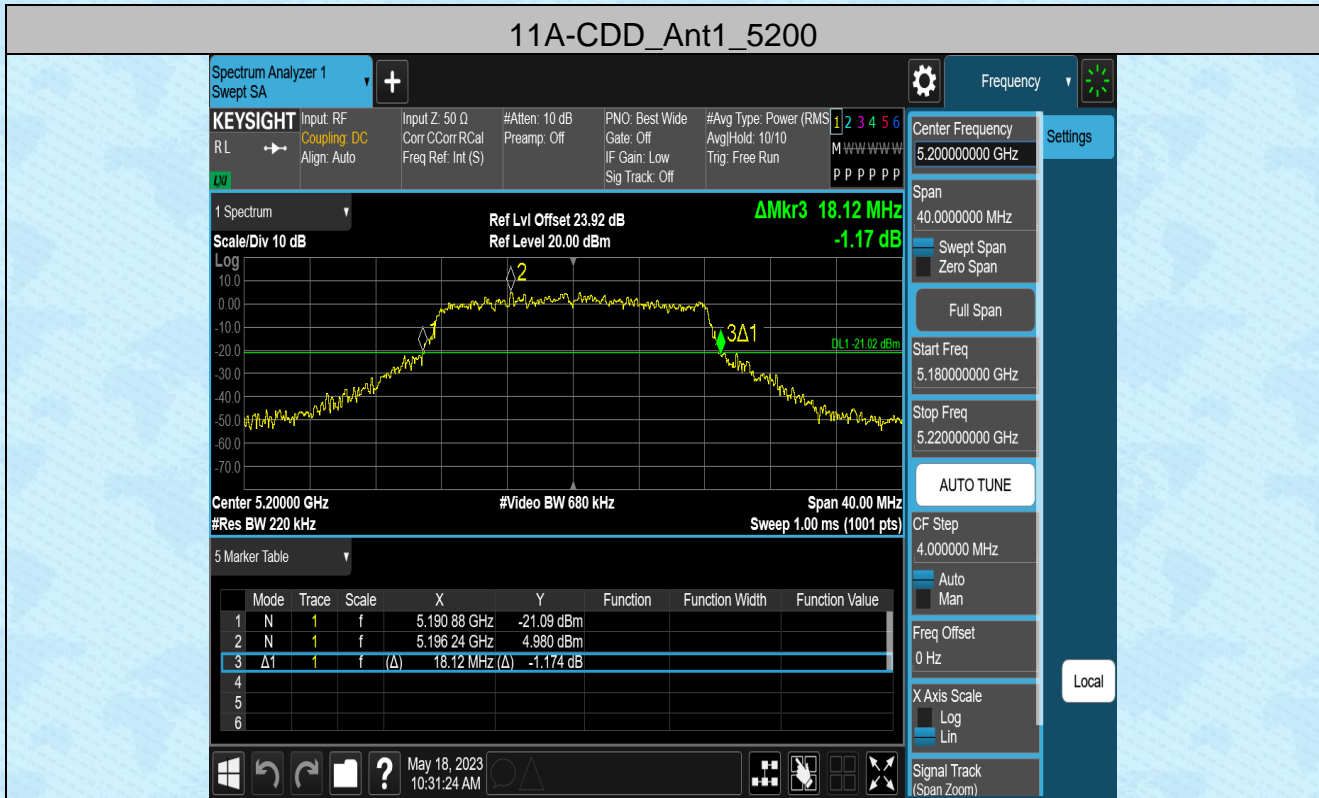 11A-CDD_Ant1_5200
Spectrum Analyzer 1
Swept SA
+
Frequency
KEYSIGHT
RL
LXI
Input: RF
Coupling: DC
Align: Auto
Input Z: 50 Ω
Corr CCorr RCal
Freq Ref: Int (S)
#Atten: 10 dB
Preamp: Off
PNO: Best Wide
Gate: Off
IF Gain: Low
Sig Track: Off
#Avg Type: Power (RMS
Avg|Hold: 10/10
Trig: Free Run
1 2 3 4 5 6
M W W W W W
P P P P P P
1 Spectrum
Scale/Div 10 dB
Ref Lvl Offset 23.92 dB
Ref Level 20.00 dBm
ΔMkr3 18.12 MHz
-1.17 dB
Log
10.0
0.00
-10.0
-20.0
-30.0
-40.0
-50.0
-60.0
-70.0
2
1
3Δ1
DL1 -21.02 dBm
Center 5.20000 GHz
#Video BW 680 kHz
Span 40.00 MHz
#Res BW 220 kHz
Sweep 1.00 ms (1001 pts)
5 Marker Table
Mode Trace Scale X Y Function Function Width Function Value
1 N 1 f 5.190 88 GHz -21.09 dBm
2 N 1 f 5.196 24 GHz 4.980 dBm
3 Δ1 1 f (Δ) 18.12 MHz (Δ) -1.174 dB
4
5
6
?
May 18, 2023
10:31:24 AM
Center Frequency
5.200000000 GHz
Settings
Span
40.0000000 MHz
Swept Span
Zero Span
Full Span
Start Freq
5.180000000 GHz
Stop Freq
5.220000000 GHz
AUTO TUNE
CF Step
4.000000 MHz
Auto
Man
Freq Offset
0 Hz
X Axis Scale
Log
Lin
Local
Signal Track
(Span Zoom)